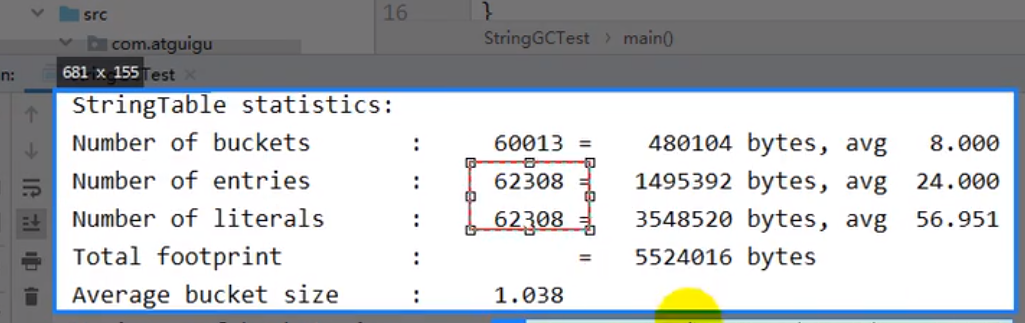 src
16
}
com.atguigu
StringGCTest > main()
n:
681 x 155
Test ×
StringTable statistics:
Number of buckets : 60013 = 480104 bytes, avg 8.000
Number of entries : 62308 = 1495392 bytes, avg 24.000
Number of literals : 62308 = 3548520 bytes, avg 56.951
Total footprint : = 5524016 bytes
Average bucket size : 1.038